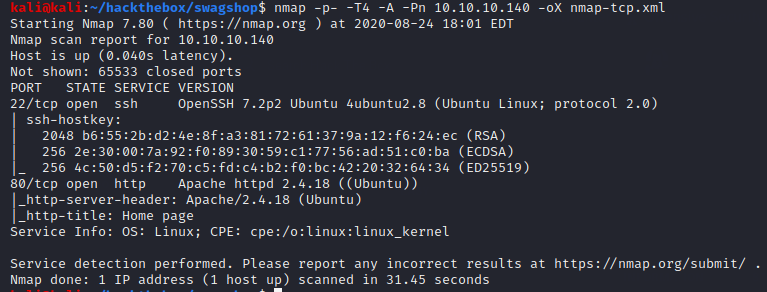 kali@kali:~/hackthebox/swagshop$ nmap -p- -T4 -A -Pn 10.10.10.140 -oX nmap-tcp.xml
Starting Nmap 7.80 ( https://nmap.org ) at 2020-08-24 18:01 EDT
Nmap scan report for 10.10.10.140
Host is up (0.040s latency).
Not shown: 65533 closed ports
PORT   STATE SERVICE VERSION
22/tcp open  ssh     OpenSSH 7.2p2 Ubuntu 4ubuntu2.8 (Ubuntu Linux; protocol 2.0)
| ssh-hostkey:
|   2048 b6:55:2b:d2:4e:8f:a3:81:72:61:37:9a:12:f6:24:ec (RSA)
|   256 2e:30:00:7a:92:f0:89:30:59:c1:77:56:ad:51:c0:ba (ECDSA)
|_  256 4c:50:d5:f2:70:c5:fd:c4:b2:f0:bc:42:20:32:64:34 (ED25519)
80/tcp open  http    Apache httpd 2.4.18 ((Ubuntu))
|_http-server-header: Apache/2.4.18 (Ubuntu)
|_http-title: Home page
Service Info: OS: Linux; CPE: cpe:/o:linux:linux_kernel
Service detection performed. Please report any incorrect results at https://nmap.org/submit/ .
Nmap done: 1 IP address (1 host up) scanned in 31.45 seconds
kali@kali:~/hackthebox/swagshop$